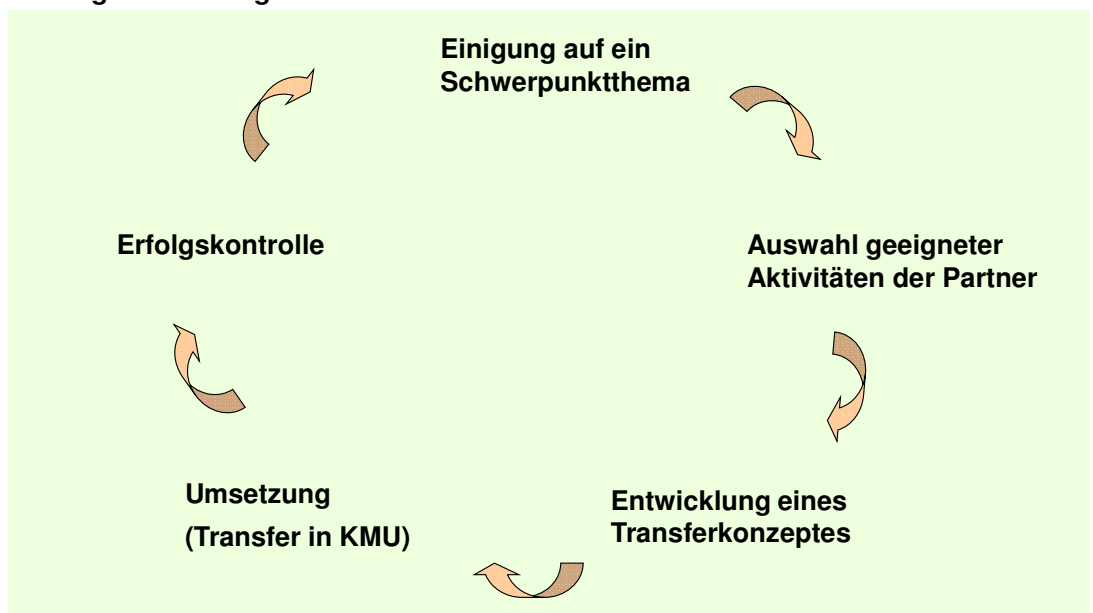 Einigung auf ein
Schwerpunktthema
Auswahl geeigneter
Aktivitäten der Partner
Entwicklung eines
Transferkonzeptes
Umsetzung
(Transfer in KMU)
Erfolgskontrolle